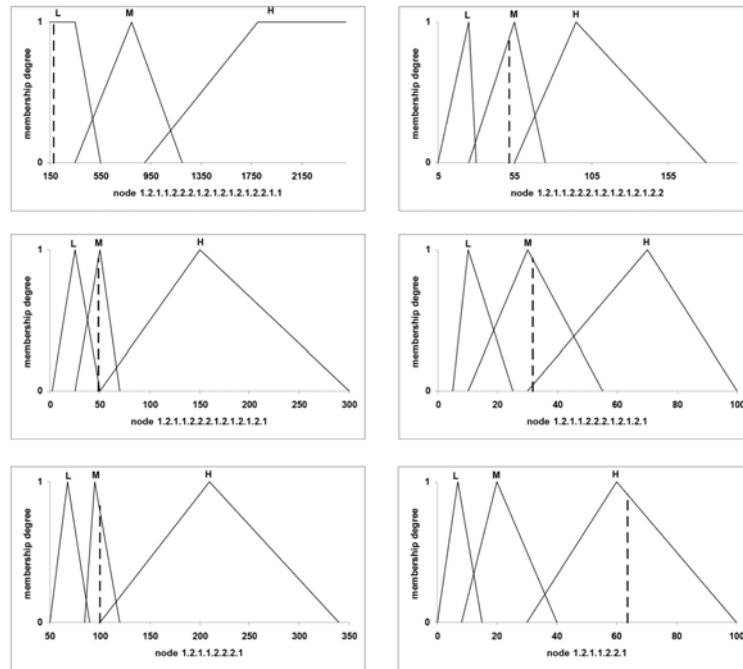 L M H
membership degree
1
0
150 550 950 1350 1750 2150
node 1.2.1.1.2.2.2.1.2.1.2.1.2.1.2.2.1.1
L M H
membership degree
1
0
5 55 105 155
node 1.2.1.1.2.2.2.1.2.1.2.1.2.1.2.2
L M H
membership degree
1
0
0 50 100 150 200 250 300
node 1.2.1.1.2.2.2.1.2.1.2.1.2.1
L M H
membership degree
1
0
0 20 40 60 80 100
node 1.2.1.1.2.2.2.1.2.1.2.1
L M H
membership degree
1
0
50 100 150 200 250 300 350
node 1.2.1.1.2.2.2.1
L M H
membership degree
1
0
0 20 40 60 80 100
node 1.2.1.1.2.2.1